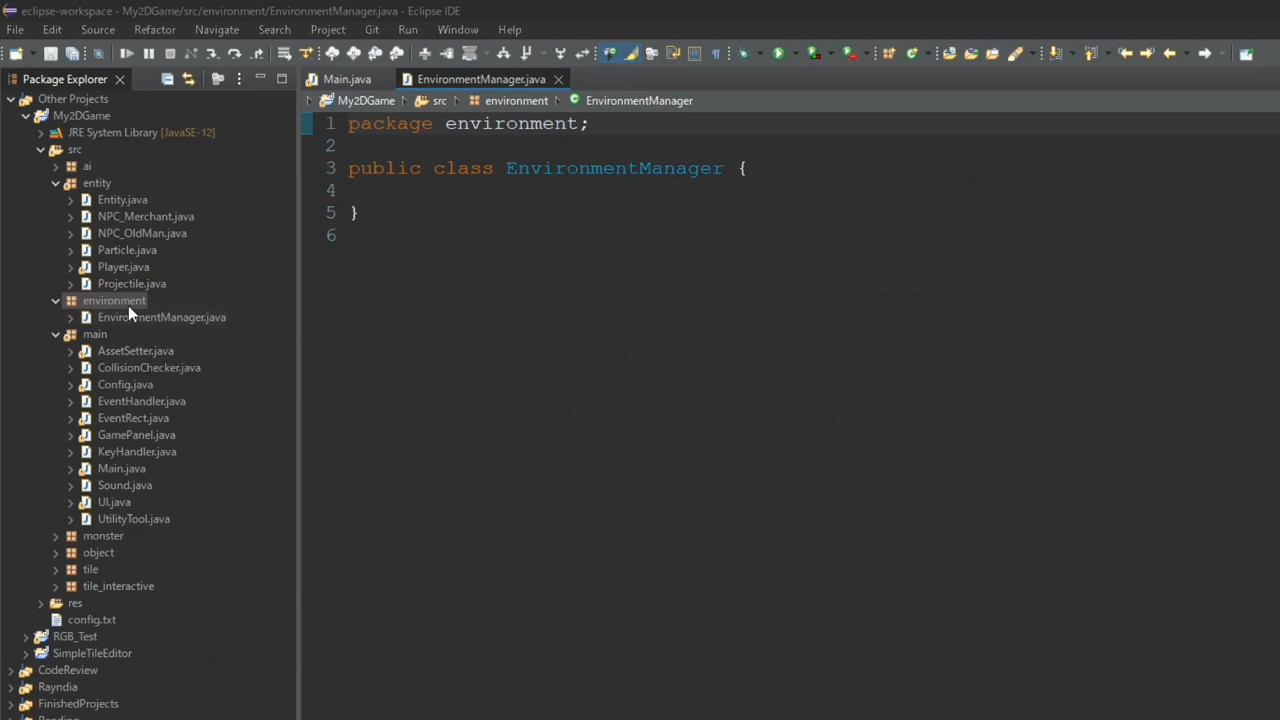 eclipse-workspace - My2DGame/src/environment/EnvironmentManager.java - Eclipse IDE
File Edit Source Refactor Navigate Search Project Git Run Window Help
Package Explorer
Main.java EnvironmentManager.java
Other Projects
My2DGame src environment EnvironmentManager
My2DGame
JRE System Library [JavaSE-12]
src
ai
entity
Entity.java
NPC_Merchant.java
NPC_OldMan.java
Particle.java
Player.java
Projectile.java
environment
EnvironmentManager.java
main
AssetSetter.java
CollisionChecker.java
Config.java
EventHandler.java
EventRect.java
GamePanel.java
KeyHandler.java
Main.java
Sound.java
UI.java
UtilityTool.java
monster
object
tile
tile_interactive
res
config.txt
RGB_Test
SimpleTileEditor
CodeReview
Rayndia
FinishedProjects
1 package environment;
2
3 public class EnvironmentManager {
4
5 }
6